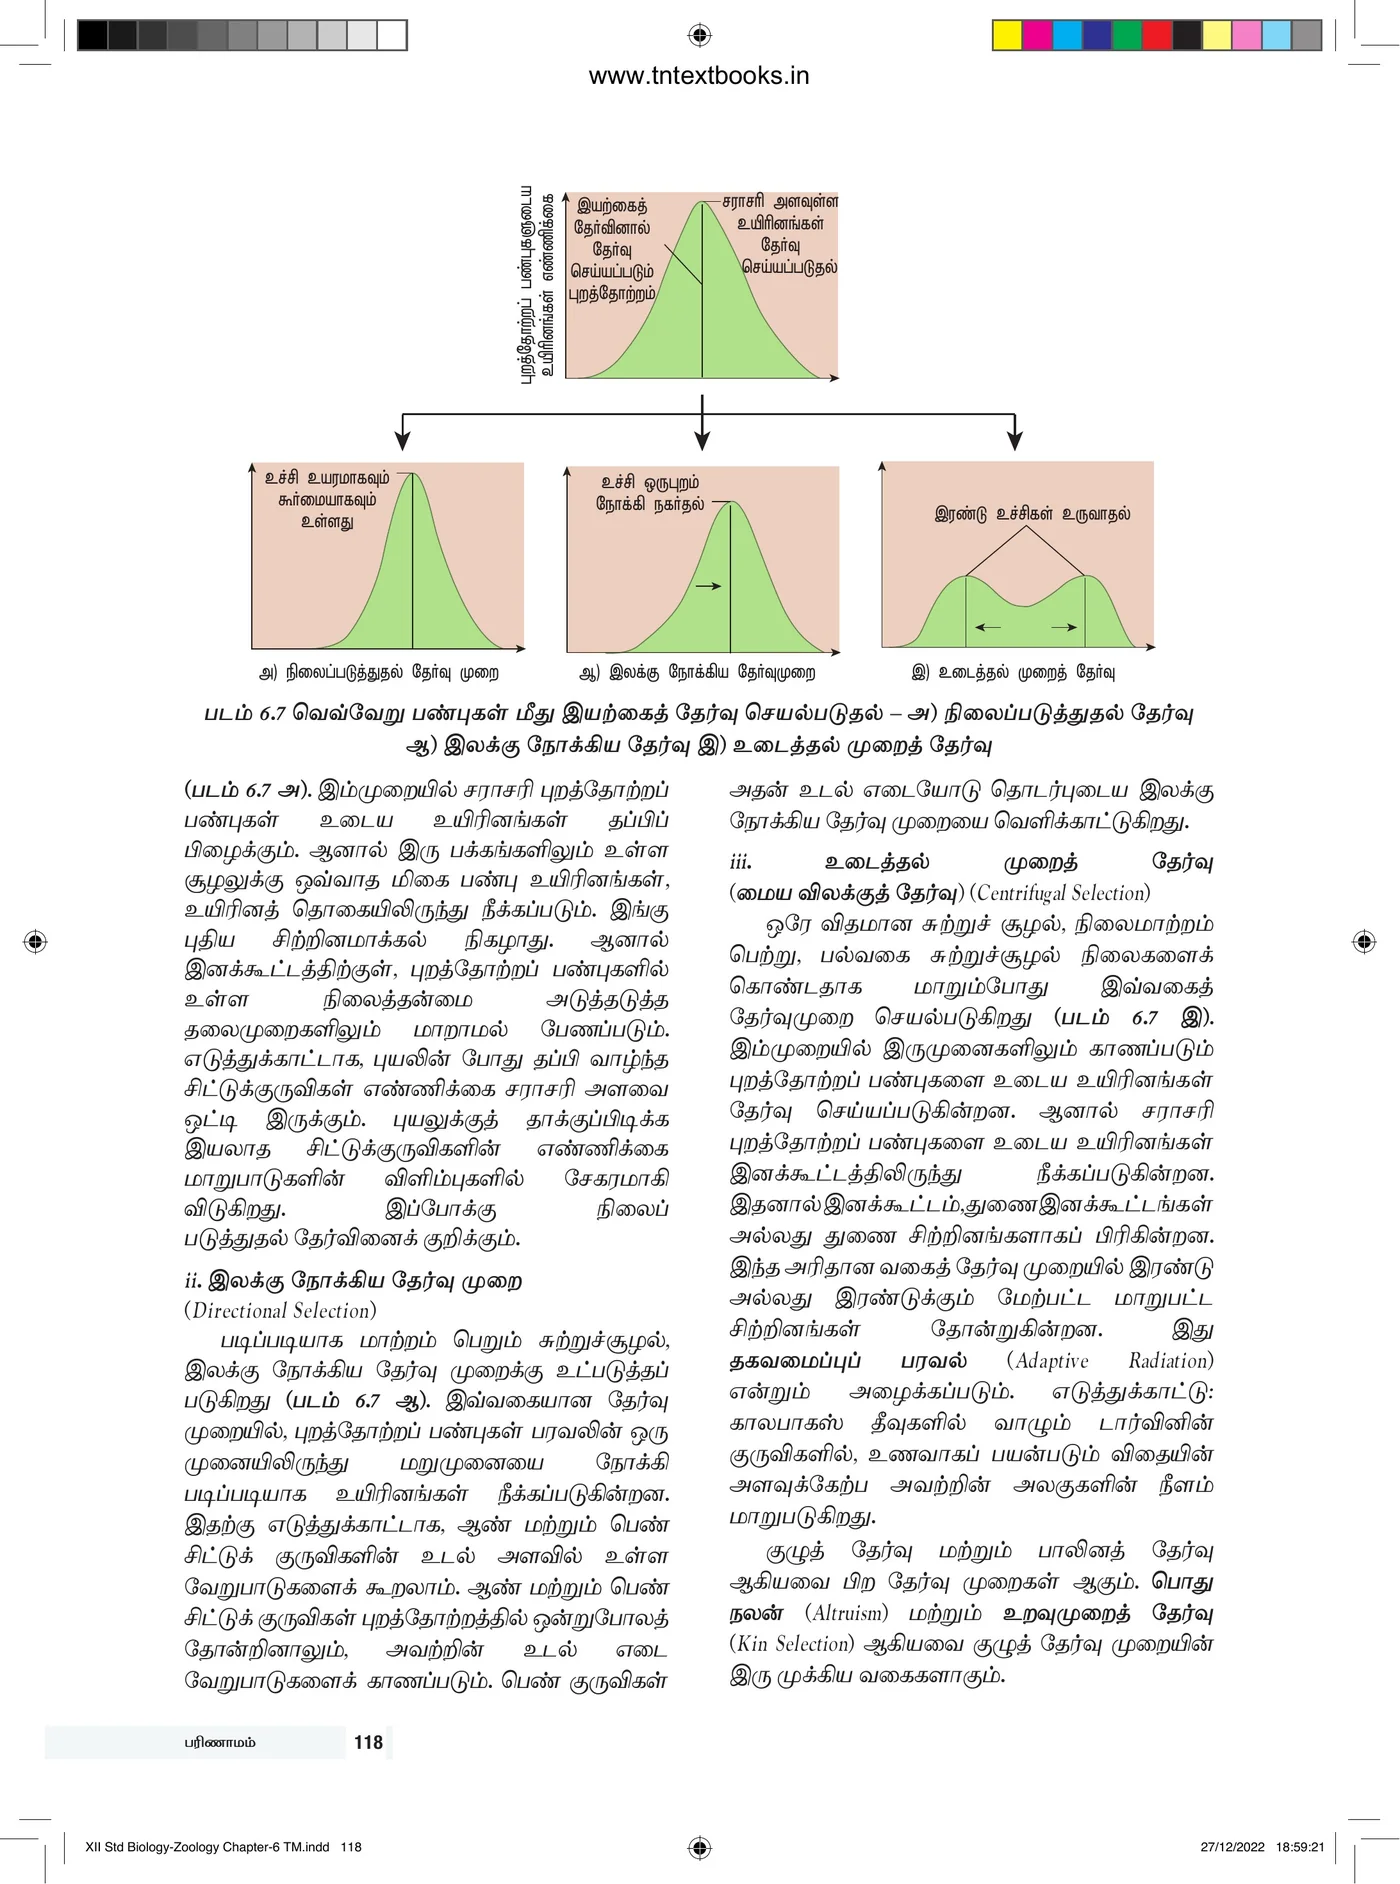 www.tntextbooks.in
புறத்தோற்றப் பண்புகளுடைய
உயிரினங்கள் எண்ணிக்கை
இயற்கைத்
தேர்வினால்
தேர்வு
செய்யப்படும்
புறத்தோற்றம்
சராசரி அளவுள்ள
உயிரினங்கள்
தேர்வு
செய்யப்படுதல்
உச்சி உயரமாகவும்
கூர்மையாகவும்
உள்ளது
உச்சி ஒருபுறம்
நோக்கி நகர்தல்
இரண்டு உச்சிகள் உருவாதல்
அ) நிலைப்படுத்துதல் தேர்வு முறை
ஆ) இலக்கு நோக்கிய தேர்வுமுறை
இ) உடைத்தல் முறைத் தேர்வு
படம் 6.7 வெவ்வேறு பண்புகள் மீது இயற்கைத் தேர்வு செயல்படுதல் – அ) நிலைப்படுத்துதல் தேர்வு
ஆ) இலக்கு நோக்கிய தேர்வு இ) உடைத்தல் முறைத் தேர்வு
(படம் 6.7 அ). இம்முறையில் சராசரி புறத்தோற்றப்
பண்புகள் உடைய உயிரினங்கள் தப்பிப்
பிழைக்கும். ஆனால் இரு பக்கங்களிலும் உள்ள
சூழலுக்கு ஒவ்வாத மிகை பண்பு உயிரினங்கள்,
உயிரினத் தொகையிலிருந்து நீக்கப்படும். இங்கு
புதிய சிற்றினமாக்கல் நிகழாது. ஆனால்
இனக்கூட்டத்திற்குள், புறத்தோற்றப் பண்புகளில்
உள்ள நிலைத்தன்மை அடுத்தடுத்த
தலைமுறைகளிலும் மாறாமல் பேணப்படும்.
எடுத்துக்காட்டாக, புயலின் போது தப்பி வாழ்ந்த
சிட்டுக்குருவிகள் எண்ணிக்கை சராசரி அளவை
ஒட்டி இருக்கும். புயலுக்குத் தாக்குப்பிடிக்க
இயலாத சிட்டுக்குருவிகளின் எண்ணிக்கை
மாறுபாடுகளின் விளிம்புகளில் சேகரமாகி
விடுகிறது. இப்போக்கு நிலைப்
படுத்துதல் தேர்வினைக் குறிக்கும்.
ii. இலக்கு நோக்கிய தேர்வு முறை
(Directional Selection)
படிப்படியாக மாற்றம் பெறும் சுற்றுச்சூழல்,
இலக்கு நோக்கிய தேர்வு முறைக்கு உட்படுத்தப்
படுகிறது (படம் 6.7 ஆ). இவ்வகையான தேர்வு
முறையில், புறத்தோற்றப் பண்புகள் பரவலின் ஒரு
முனையிலிருந்து மறுமுனையை நோக்கி
படிப்படியாக உயிரினங்கள் நீக்கப்படுகின்றன.
இதற்கு எடுத்துக்காட்டாக, ஆண் மற்றும் பெண்
சிட்டுக் குருவிகளின் உடல் அளவில் உள்ள
வேறுபாடுகளைக் கூறலாம். ஆண் மற்றும் பெண்
சிட்டுக் குருவிகள் புறத்தோற்றத்தில் ஒன்றுபோலத்
தோன்றினாலும், அவற்றின் உடல் எடை
வேறுபாடுகளைக் காணப்படும். பெண் குருவிகள்
அதன் உடல் எடையோடு தொடர்புடைய இலக்கு
நோக்கிய தேர்வு முறையை வெளிக்காட்டுகிறது.
iii. உடைத்தல் முறைத் தேர்வு
(மைய விலக்குத் தேர்வு) (Centrifugal Selection)
ஒரே விதமான சுற்றுச் சூழல், நிலைமாற்றம்
பெற்று, பல்வகை சுற்றுச்சூழல் நிலைகளைக்
கொண்டதாக மாறும்போது இவ்வகைத்
தேர்வுமுறை செயல்படுகிறது (படம் 6.7 இ).
இம்முறையில் இருமுனைகளிலும் காணப்படும்
புறத்தோற்றப் பண்புகளை உடைய உயிரினங்கள்
தேர்வு செய்யப்படுகின்றன. ஆனால் சராசரி
புறத்தோற்றப் பண்புகளை உடைய உயிரினங்கள்
இனக்கூட்டத்திலிருந்து நீக்கப்படுகின்றன.
இதனால் இனக்கூட்டம்,துணை இனக்கூட்டங்கள்
அல்லது துணை சிற்றினங்களாகப் பிரிகின்றன.
இந்த அரிதான வகைத் தேர்வு முறையில் இரண்டு
அல்லது இரண்டுக்கும் மேற்பட்ட மாறுபட்ட
சிற்றினங்கள் தோன்றுகின்றன. இது
தகவமைப்புப் பரவல் (Adaptive Radiation)
என்றும் அழைக்கப்படும். எடுத்துக்காட்டு:
காலபாகஸ் தீவுகளில் வாழும் டார்வினின்
குருவிகளில், உணவாகப் பயன்படும் விதையின்
அளவுக்கேற்ப அவற்றின் அலகுகளின் நீளம்
மாறுபடுகிறது.
குழுத் தேர்வு மற்றும் பாலினத் தேர்வு
ஆகியவை பிற தேர்வு முறைகள் ஆகும். பொது
நலன் (Altruism) மற்றும் உறவுமுறைத் தேர்வு
(Kin Selection) ஆகியவை குழுத் தேர்வு முறையின்
இரு முக்கிய வகைகளாகும்.
பரிணாமம் 118
XII Std Biology-Zoology Chapter-6 TM.indd 118
27/12/2022 18:59:21